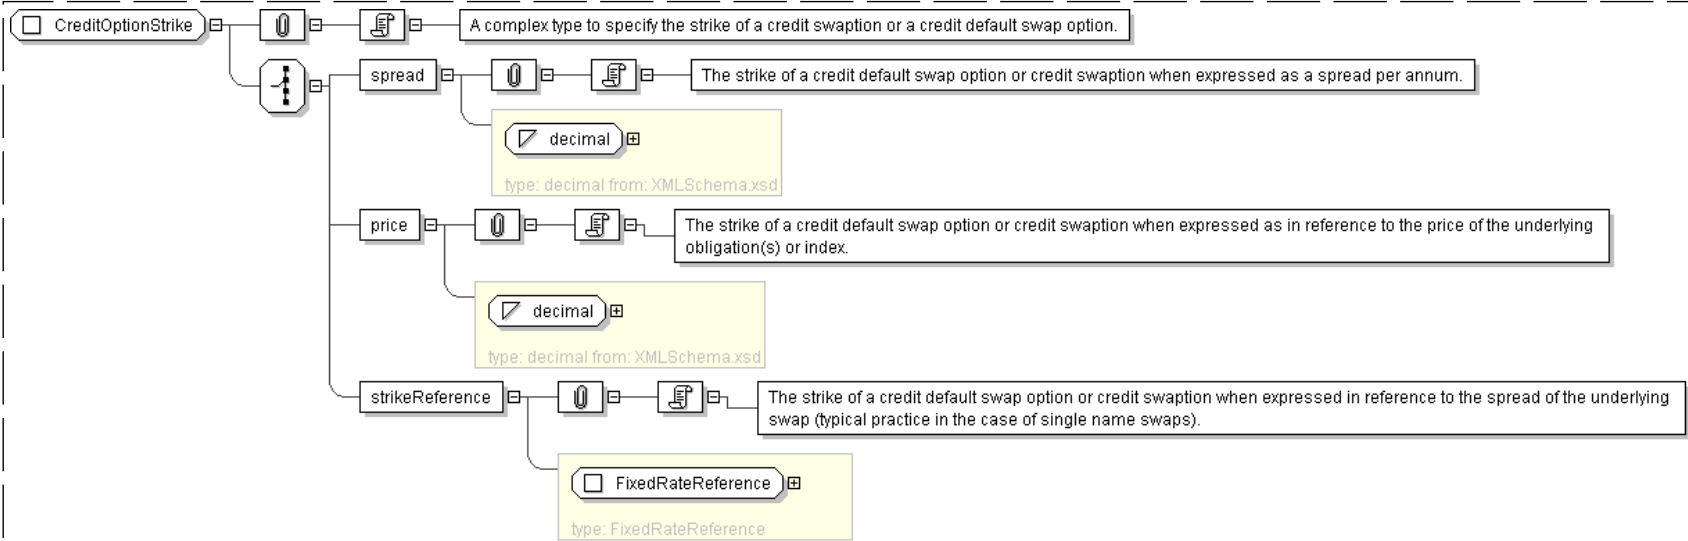 CreditOptionStrike
A complex type to specify the strike of a credit swaption or a credit default swap option.
spread
The strike of a credit default swap option or credit swaption when expressed as a spread per annum.
decimal
type: decimal from: XMLSchema.xsd
price
The strike of a credit default swap option or credit swaption when expressed as in reference to the price of the underlying
obligation(s) or index.
decimal
type: decimal from: XMLSchema.xsd
strikeReference
The strike of a credit default swap option or credit swaption when expressed in reference to the spread of the underlying
swap (typical practice in the case of single name swaps).
FixedRateReference
type: FixedRateReference